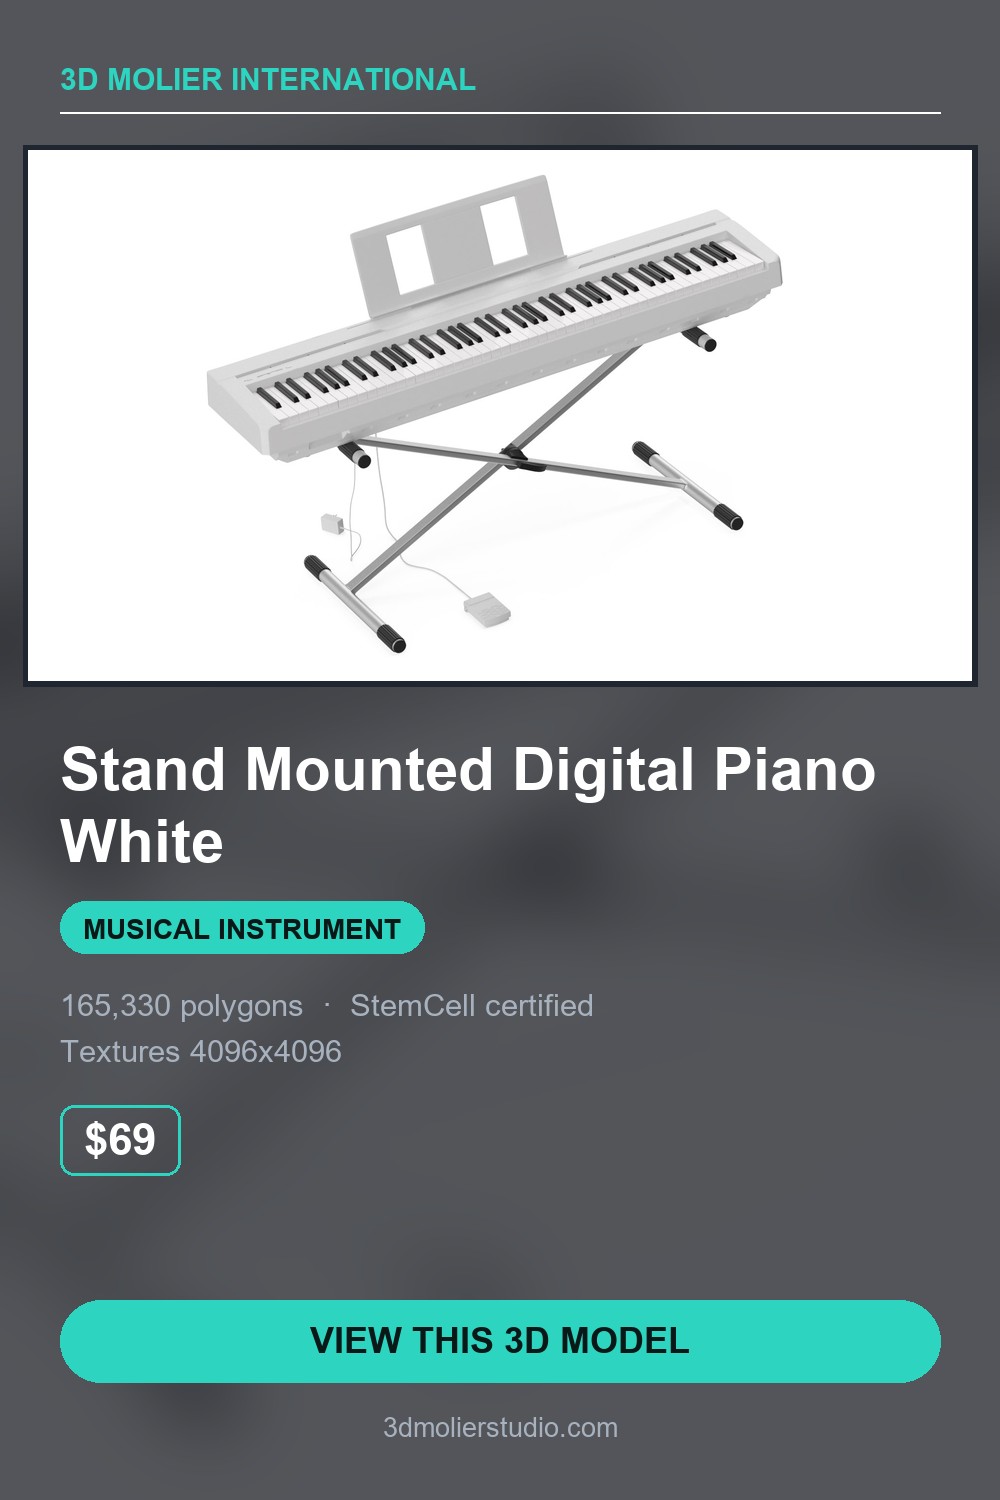 3D MOLIER INTERNATIONAL
Stand Mounted Digital Piano
White
MUSICAL INSTRUMENT
165,330 polygons · StemCell certified
Textures 4096x4096
$69
VIEW THIS 3D MODEL
3dmolierstudio.com